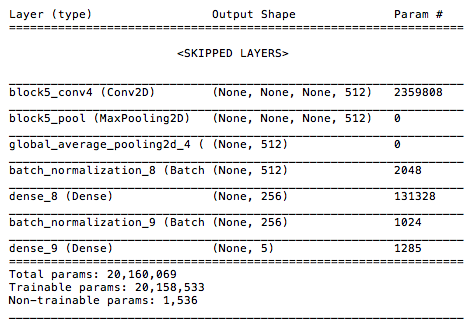 Layer (type) Output Shape Param #
=================================================================
<SKIPPED LAYERS>
_________________________________________________________________
block5_conv4 (Conv2D) (None, None, None, 512) 2359808
_________________________________________________________________
block5_pool (MaxPooling2D) (None, None, None, 512) 0
_________________________________________________________________
global_average_pooling2d_4 ( (None, 512) 0
_________________________________________________________________
batch_normalization_8 (Batch (None, 512) 2048
_________________________________________________________________
dense_8 (Dense) (None, 256) 131328
_________________________________________________________________
batch_normalization_9 (Batch (None, 256) 1024
_________________________________________________________________
dense_9 (Dense) (None, 5) 1285
=================================================================
Total params: 20,160,069
Trainable params: 20,158,533
Non-trainable params: 1,536
_________________________________________________________________